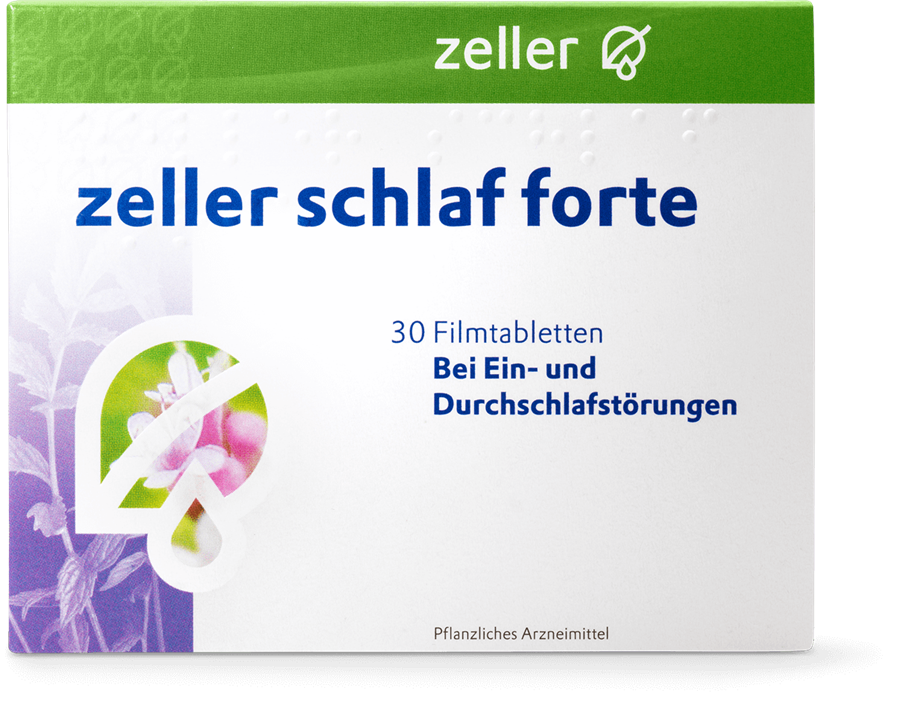 zeller
zeller schlaf forte
30 Filmtabletten
Bei Ein- und
Durchschlafstörungen
Pflanzliches Arzneimittel